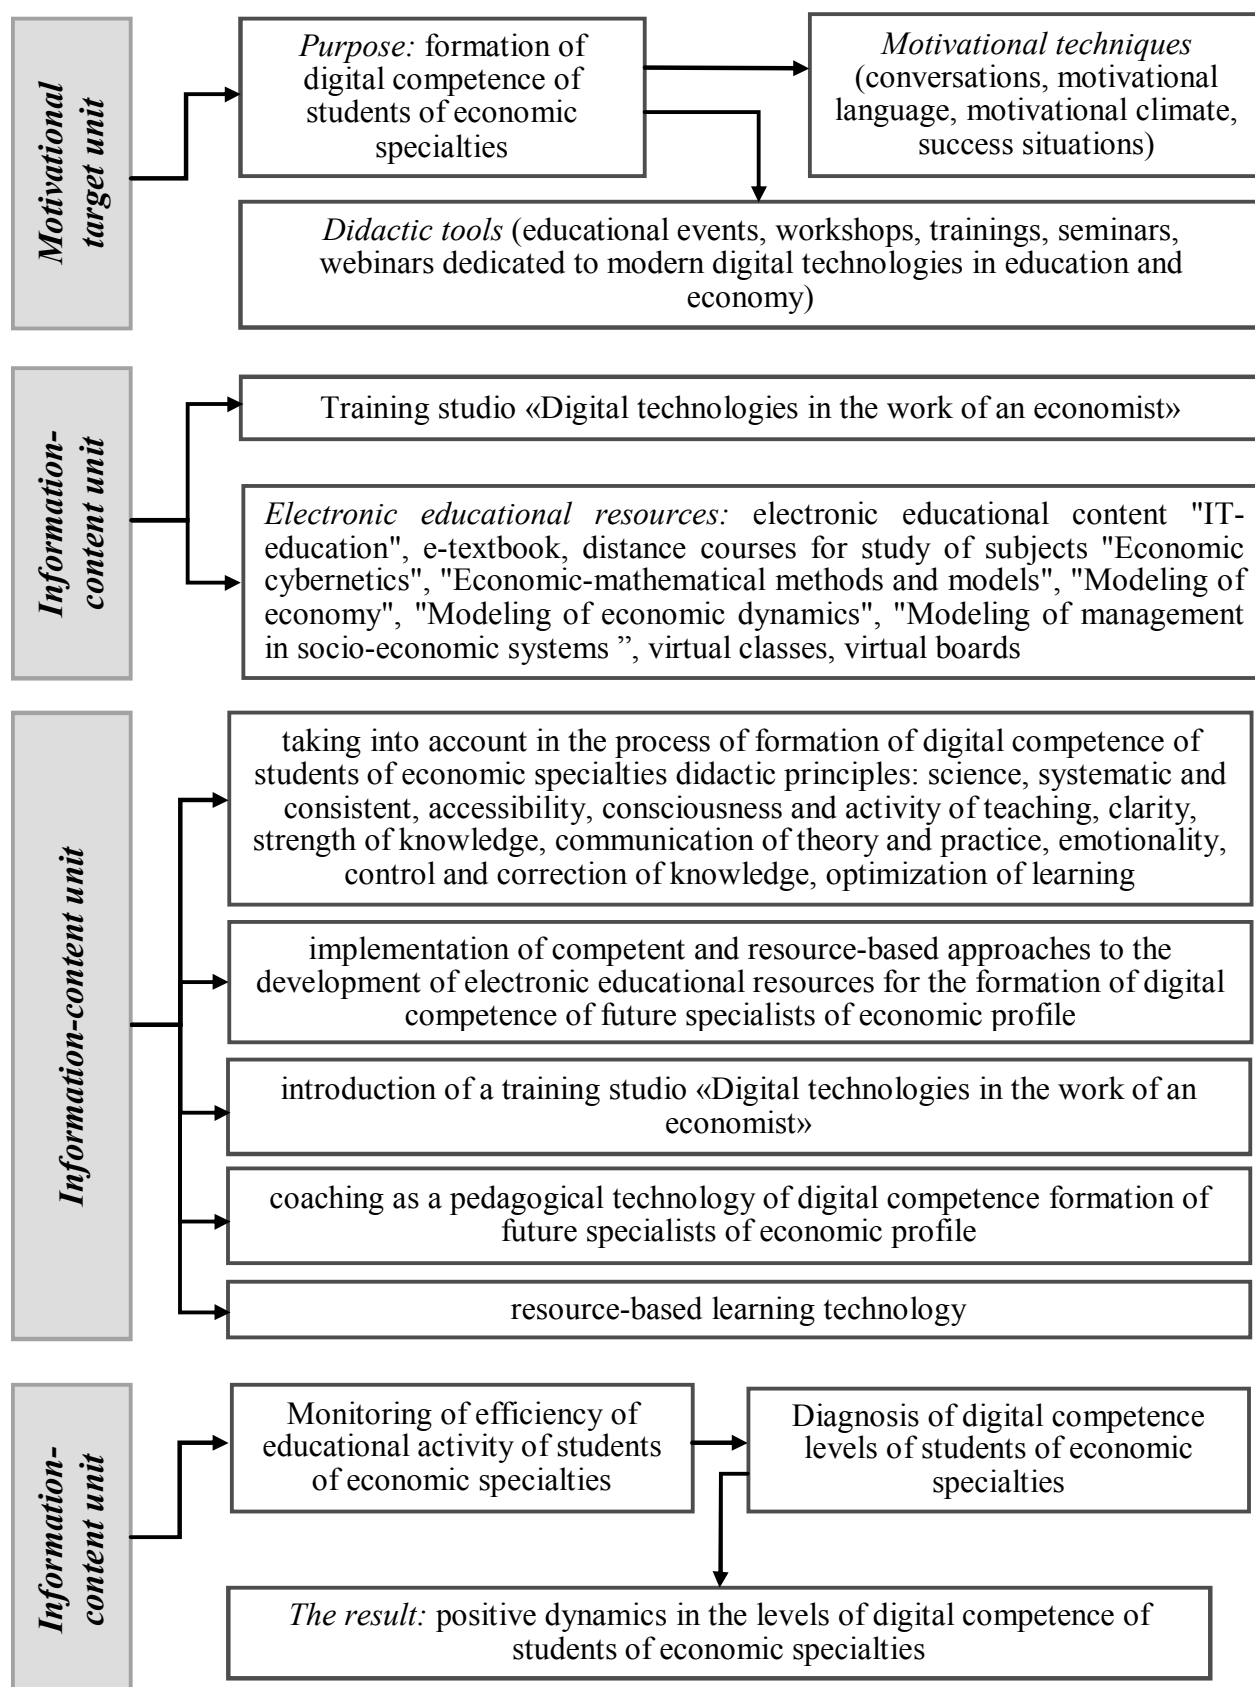 Motivational
target unit
Purpose: formation of
digital competence of
students of economic
specialties
Motivational techniques
(conversations, motivational
language, motivational climate,
success situations)
Didactic tools (educational events, workshops, trainings, seminars,
webinars dedicated to modern digital technologies in education and
economy)
Information-
content unit
Training studio «Digital technologies in the work of an economist»
Electronic educational resources: electronic educational content "IT-
education", e-textbook, distance courses for study of subjects "Economic
cybernetics", "Economic-mathematical methods and models", "Modeling of
economy", "Modeling of economic dynamics", "Modeling of management
in socio-economic systems ”, virtual classes, virtual boards
Information-content unit
taking into account in the process of formation of digital competence of
students of economic specialties didactic principles: science, systematic and
consistent, accessibility, consciousness and activity of teaching, clarity,
strength of knowledge, communication of theory and practice, emotionality,
control and correction of knowledge, optimization of learning
implementation of competent and resource-based approaches to the
development of electronic educational resources for the formation of digital
competence of future specialists of economic profile
introduction of a training studio «Digital technologies in the work of an
economist»
coaching as a pedagogical technology of digital competence formation of
future specialists of economic profile
resource-based learning technology
Information-
content unit
Monitoring of efficiency of
educational activity of students
of economic specialties
Diagnosis of digital competence
levels of students of economic
specialties
The result: positive dynamics in the levels of digital competence of
students of economic specialties